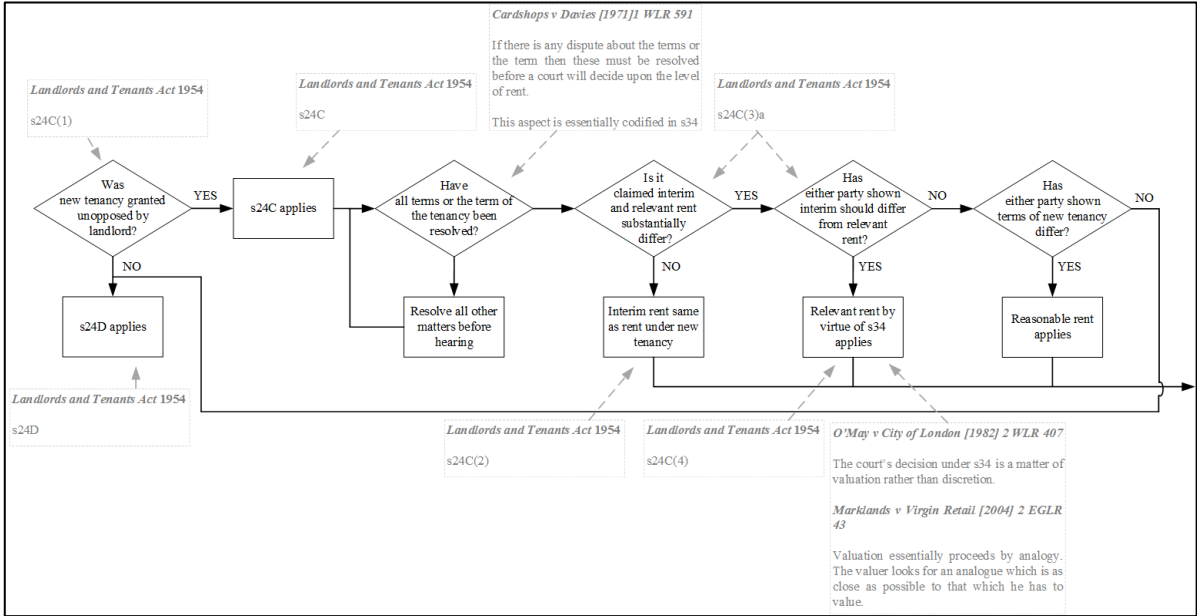 Cardshops v Davies [1971]1 WLR 591
If there is any dispute about the terms or
the term then these must be resolved
before a court will decide upon the level
of rent.
This aspect is essentially codified in s34
Landlords and Tenants Act 1954
s24C(1)
Landlords and Tenants Act 1954
s24C
Landlords and Tenants Act 1954
s24C(3)a
Was
new tenancy granted
unopposed by
landlord?
YES
NO
s24C applies
Have
all terms or the term of
the tenancy been
resolved?
Is it
claimed interim
and relevant rent
substantially
differ?
YES
NO
Has
either party shown
interim should differ
from relevant
rent?
NO
YES
Has
either party shown
terms of new tenancy
differ?
NO
YES
s24D applies
Resolve all other
matters before
hearing
Interim rent same
as rent under new
tenancy
Relevant rent by
virtue of s34
applies
Reasonable rent
applies
Landlords and Tenants Act 1954
s24D
Landlords and Tenants Act 1954
s24C(2)
Landlords and Tenants Act 1954
s24C(4)
O'May v City of London [1982] 2 WLR 407
The court's decision under s34 is a matter of
valuation rather than discretion.
Marklands v Virgin Retail [2004] 2 EGLR
43
Valuation essentially proceeds by analogy.
The valuer looks for an analogue which is as
close as possible to that which he has to
value.